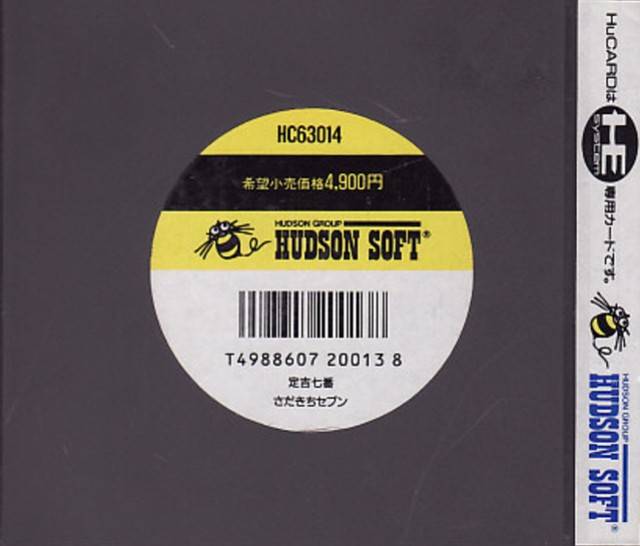 HC63014
希望小売価格4,900円
HUDSON GROUP
HUDSON SOFT®
T4988607 20013 8
定吉七番
さだきちセブン
HuCARDは
HE
system
専用カードです。
HUDSON GROUP
HUDSON SOFT®